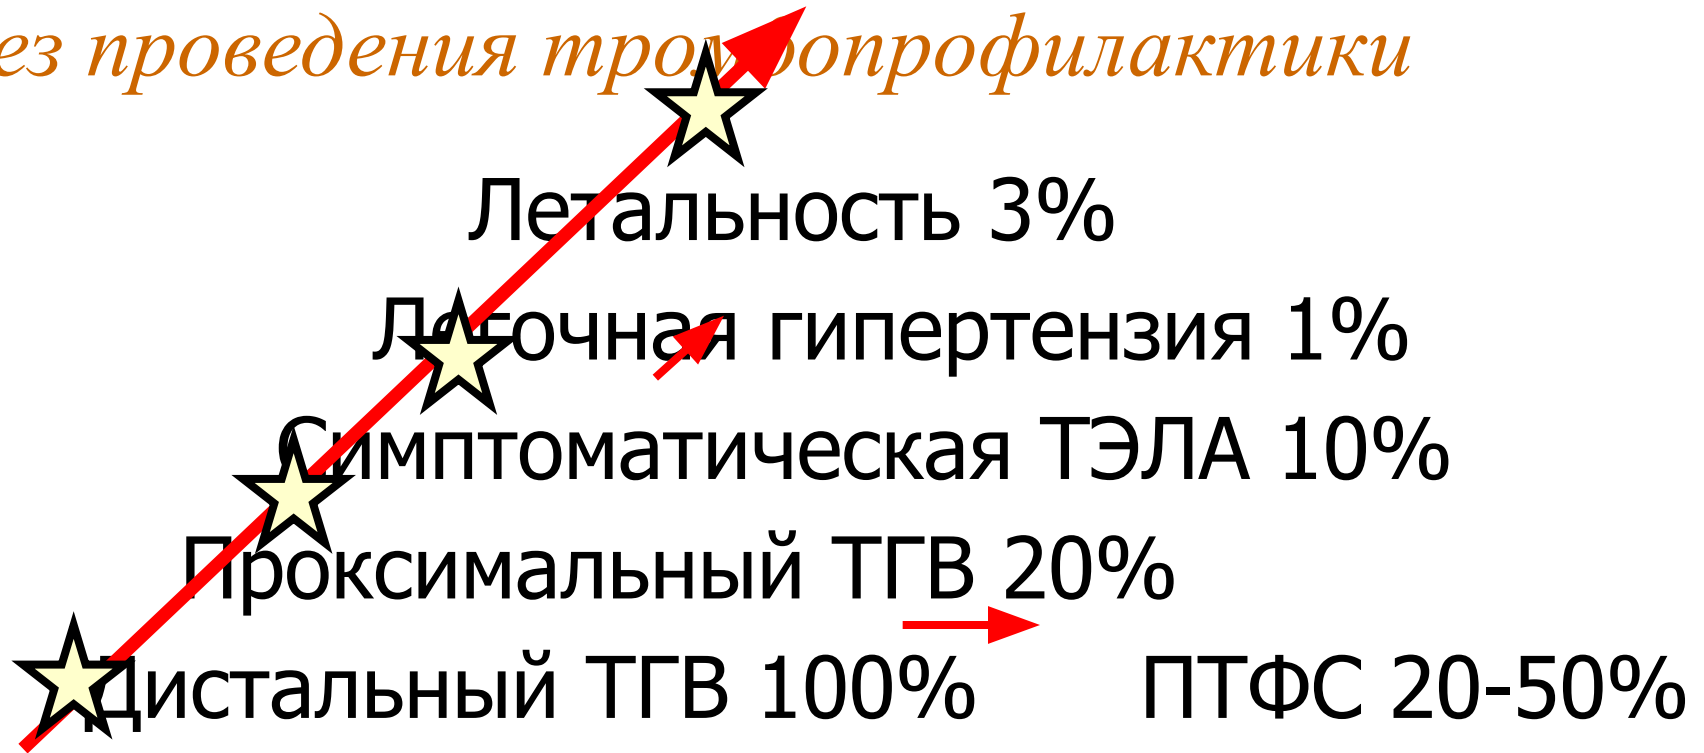 ез проведения тромбопрофилактики
Летальность 3%
Легочная гипертензия 1%
Симптоматическая ТЭЛА 10%
Проксимальный ТГВ 20%
Дистальный ТГВ 100% ПТФС 20-50%